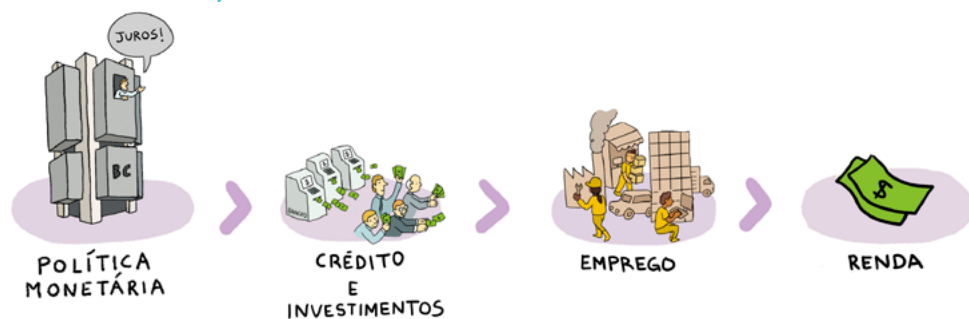 JUROS!
BC
POLÍTICA
MONETÁRIA
CRÉDITO
E
INVESTIMENTOS
EMPREGO
$
RENDA